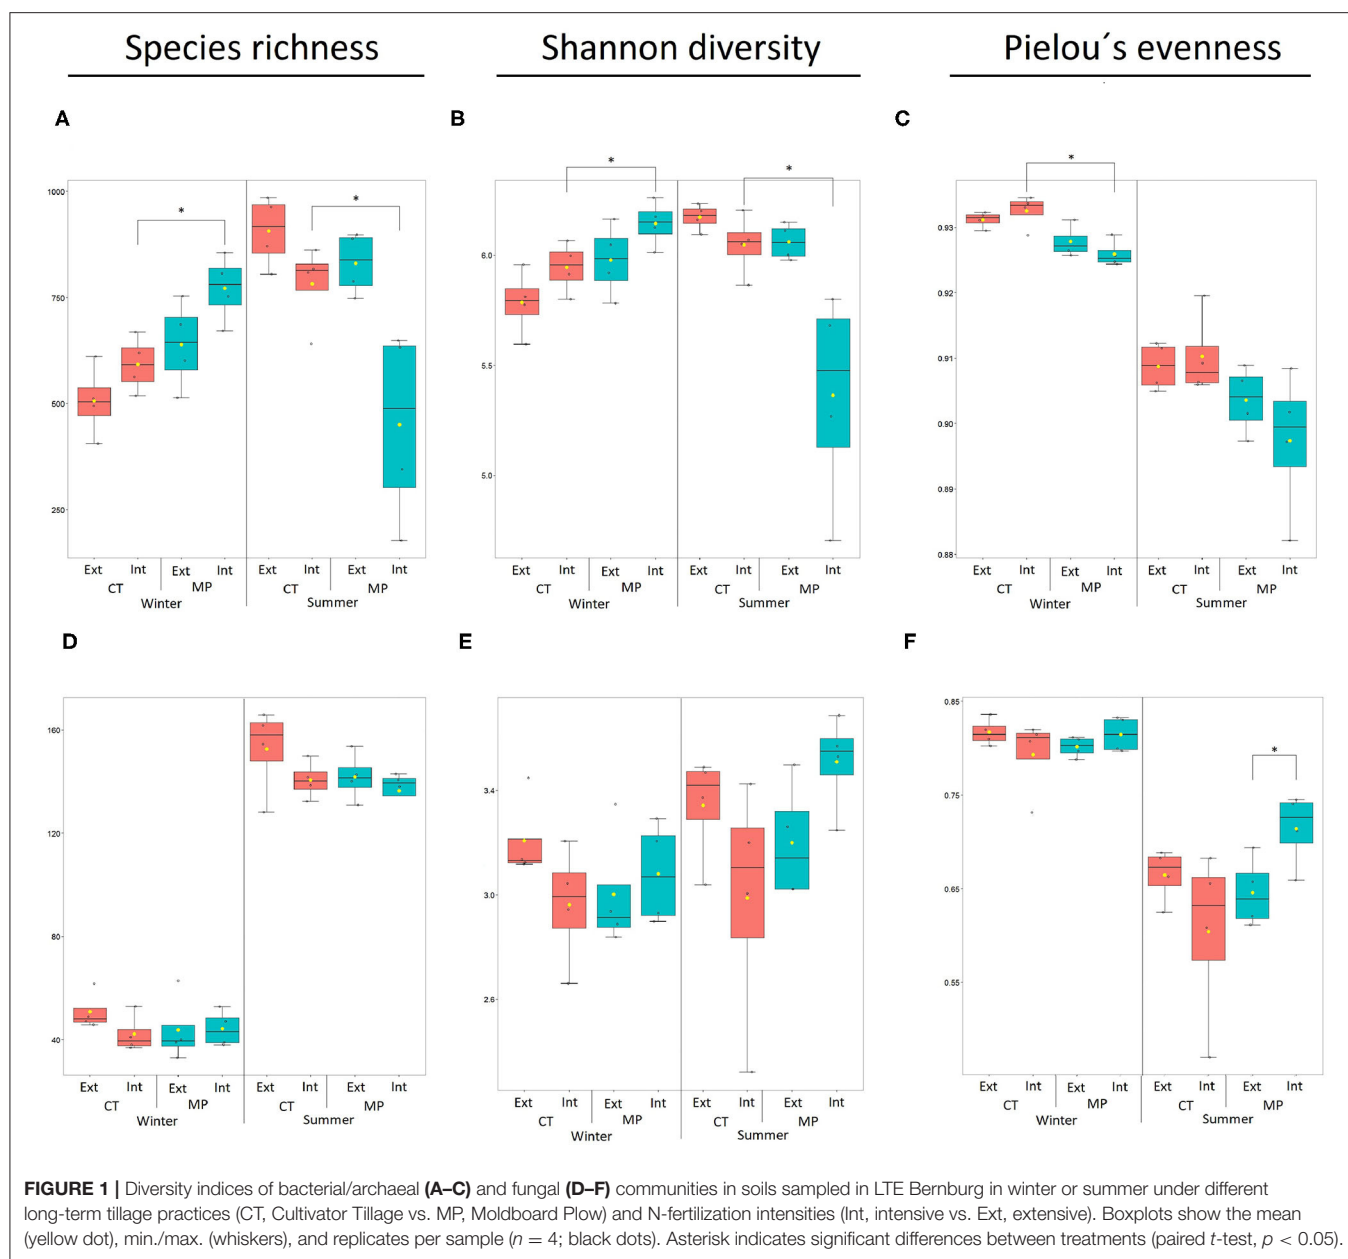 Species richness
Shannon diversity
Pielou´s evenness
A
1000
750
500
250
*
*
Ext Int Ext Int Ext Int Ext Int
CT MP CT MP
Winter Summer
B
6.0
5.5
5.0
*
*
Ext Int Ext Int Ext Int Ext Int
CT MP CT MP
Winter Summer
C
0.93
0.92
0.91
0.90
0.89
0.88
*
Ext Int Ext Int Ext Int Ext Int
CT MP CT MP
Winter Summer
D
160
120
80
40
Ext Int Ext Int Ext Int Ext Int
CT MP CT MP
Winter Summer
E
3.4
3.0
2.6
Ext Int Ext Int Ext Int Ext Int
CT MP CT MP
Winter Summer
F
0.85
0.75
0.65
0.55
*
Ext Int Ext Int Ext Int Ext Int
CT MP CT MP
Winter Summer
FIGURE 1 | Diversity indices of bacterial/archaeal (A–C) and fungal (D–F) communities in soils sampled in LTE Bernburg in winter or summer under different
long-term tillage practices (CT, Cultivator Tillage vs. MP, Moldboard Plow) and N-fertilization intensities (Int, intensive vs. Ext, extensive). Boxplots show the mean
(yellow dot), min./max. (whiskers), and replicates per sample (n = 4; black dots). Asterisk indicates significant differences between treatments (paired t-test, p < 0.05).